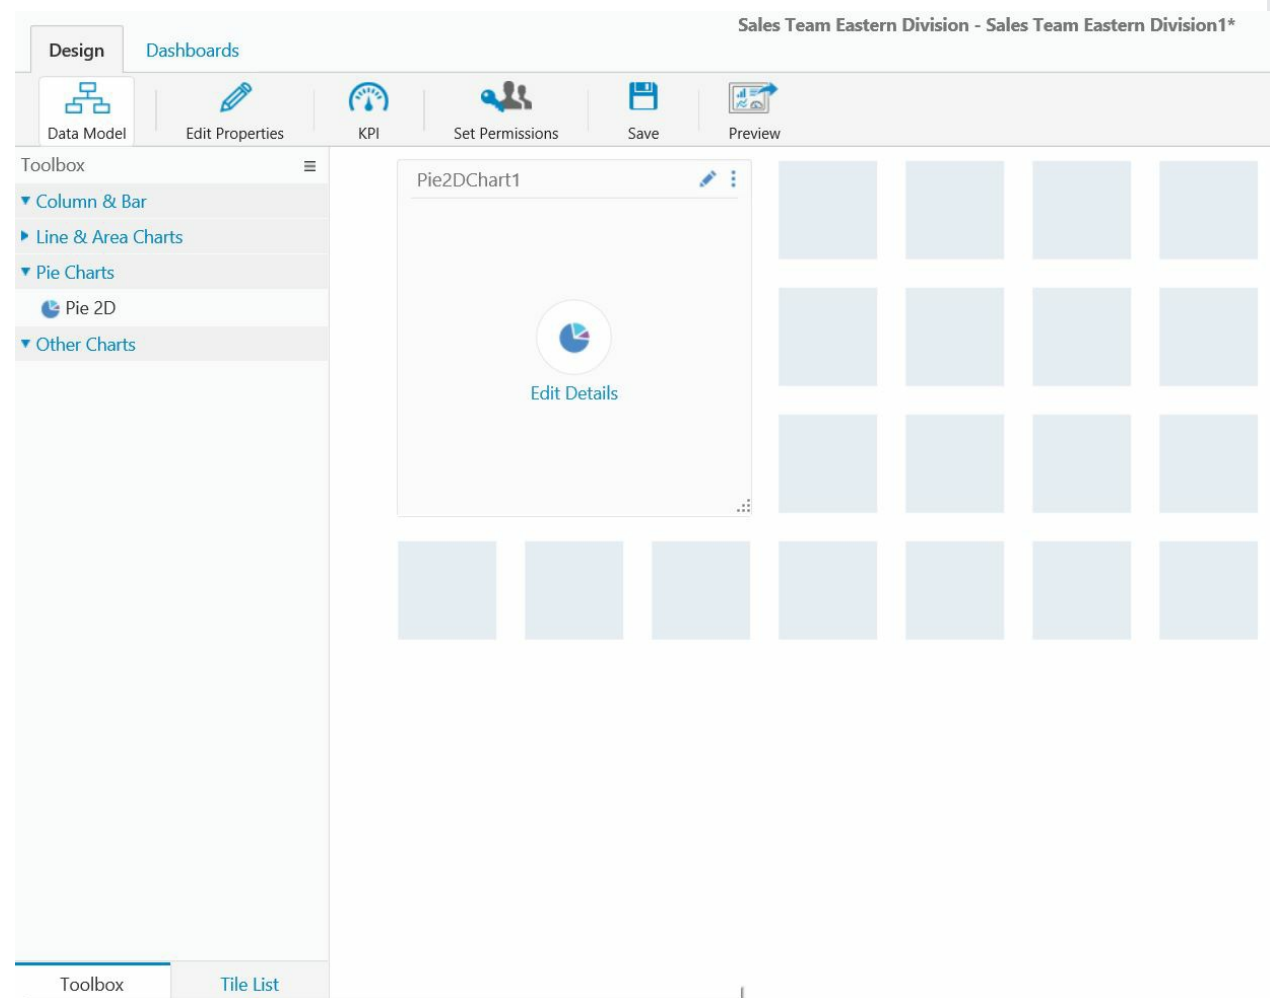 Sales Team Eastern Division - Sales Team Eastern Division1*
Design
Dashboards
Data Model
Edit Properties
KPI
Set Permissions
Save
Preview
Toolbox
Column & Bar
Line & Area Charts
Pie Charts
Pie 2D
Other Charts
Pie2DChart1
Edit Details
Toolbox
Tile List